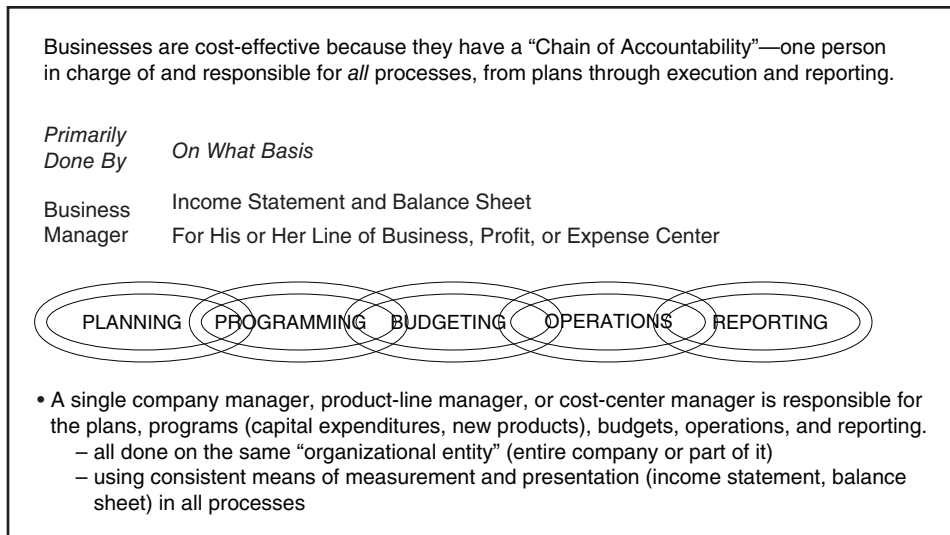 Businesses are cost-effective because they have a “Chain of Accountability”—one person
in charge of and responsible for all processes, from plans through execution and reporting.
Primarily
Done By
On What Basis
Business
Manager
Income Statement and Balance Sheet
For His or Her Line of Business, Profit, or Expense Center
PLANNING PROGRAMMING BUDGETING OPERATIONS REPORTING
• A single company manager, product-line manager, or cost-center manager is responsible for
the plans, programs (capital expenditures, new products), budgets, operations, and reporting.
– all done on the same “organizational entity” (entire company or part of it)
– using consistent means of measurement and presentation (income statement, balance
sheet) in all processes